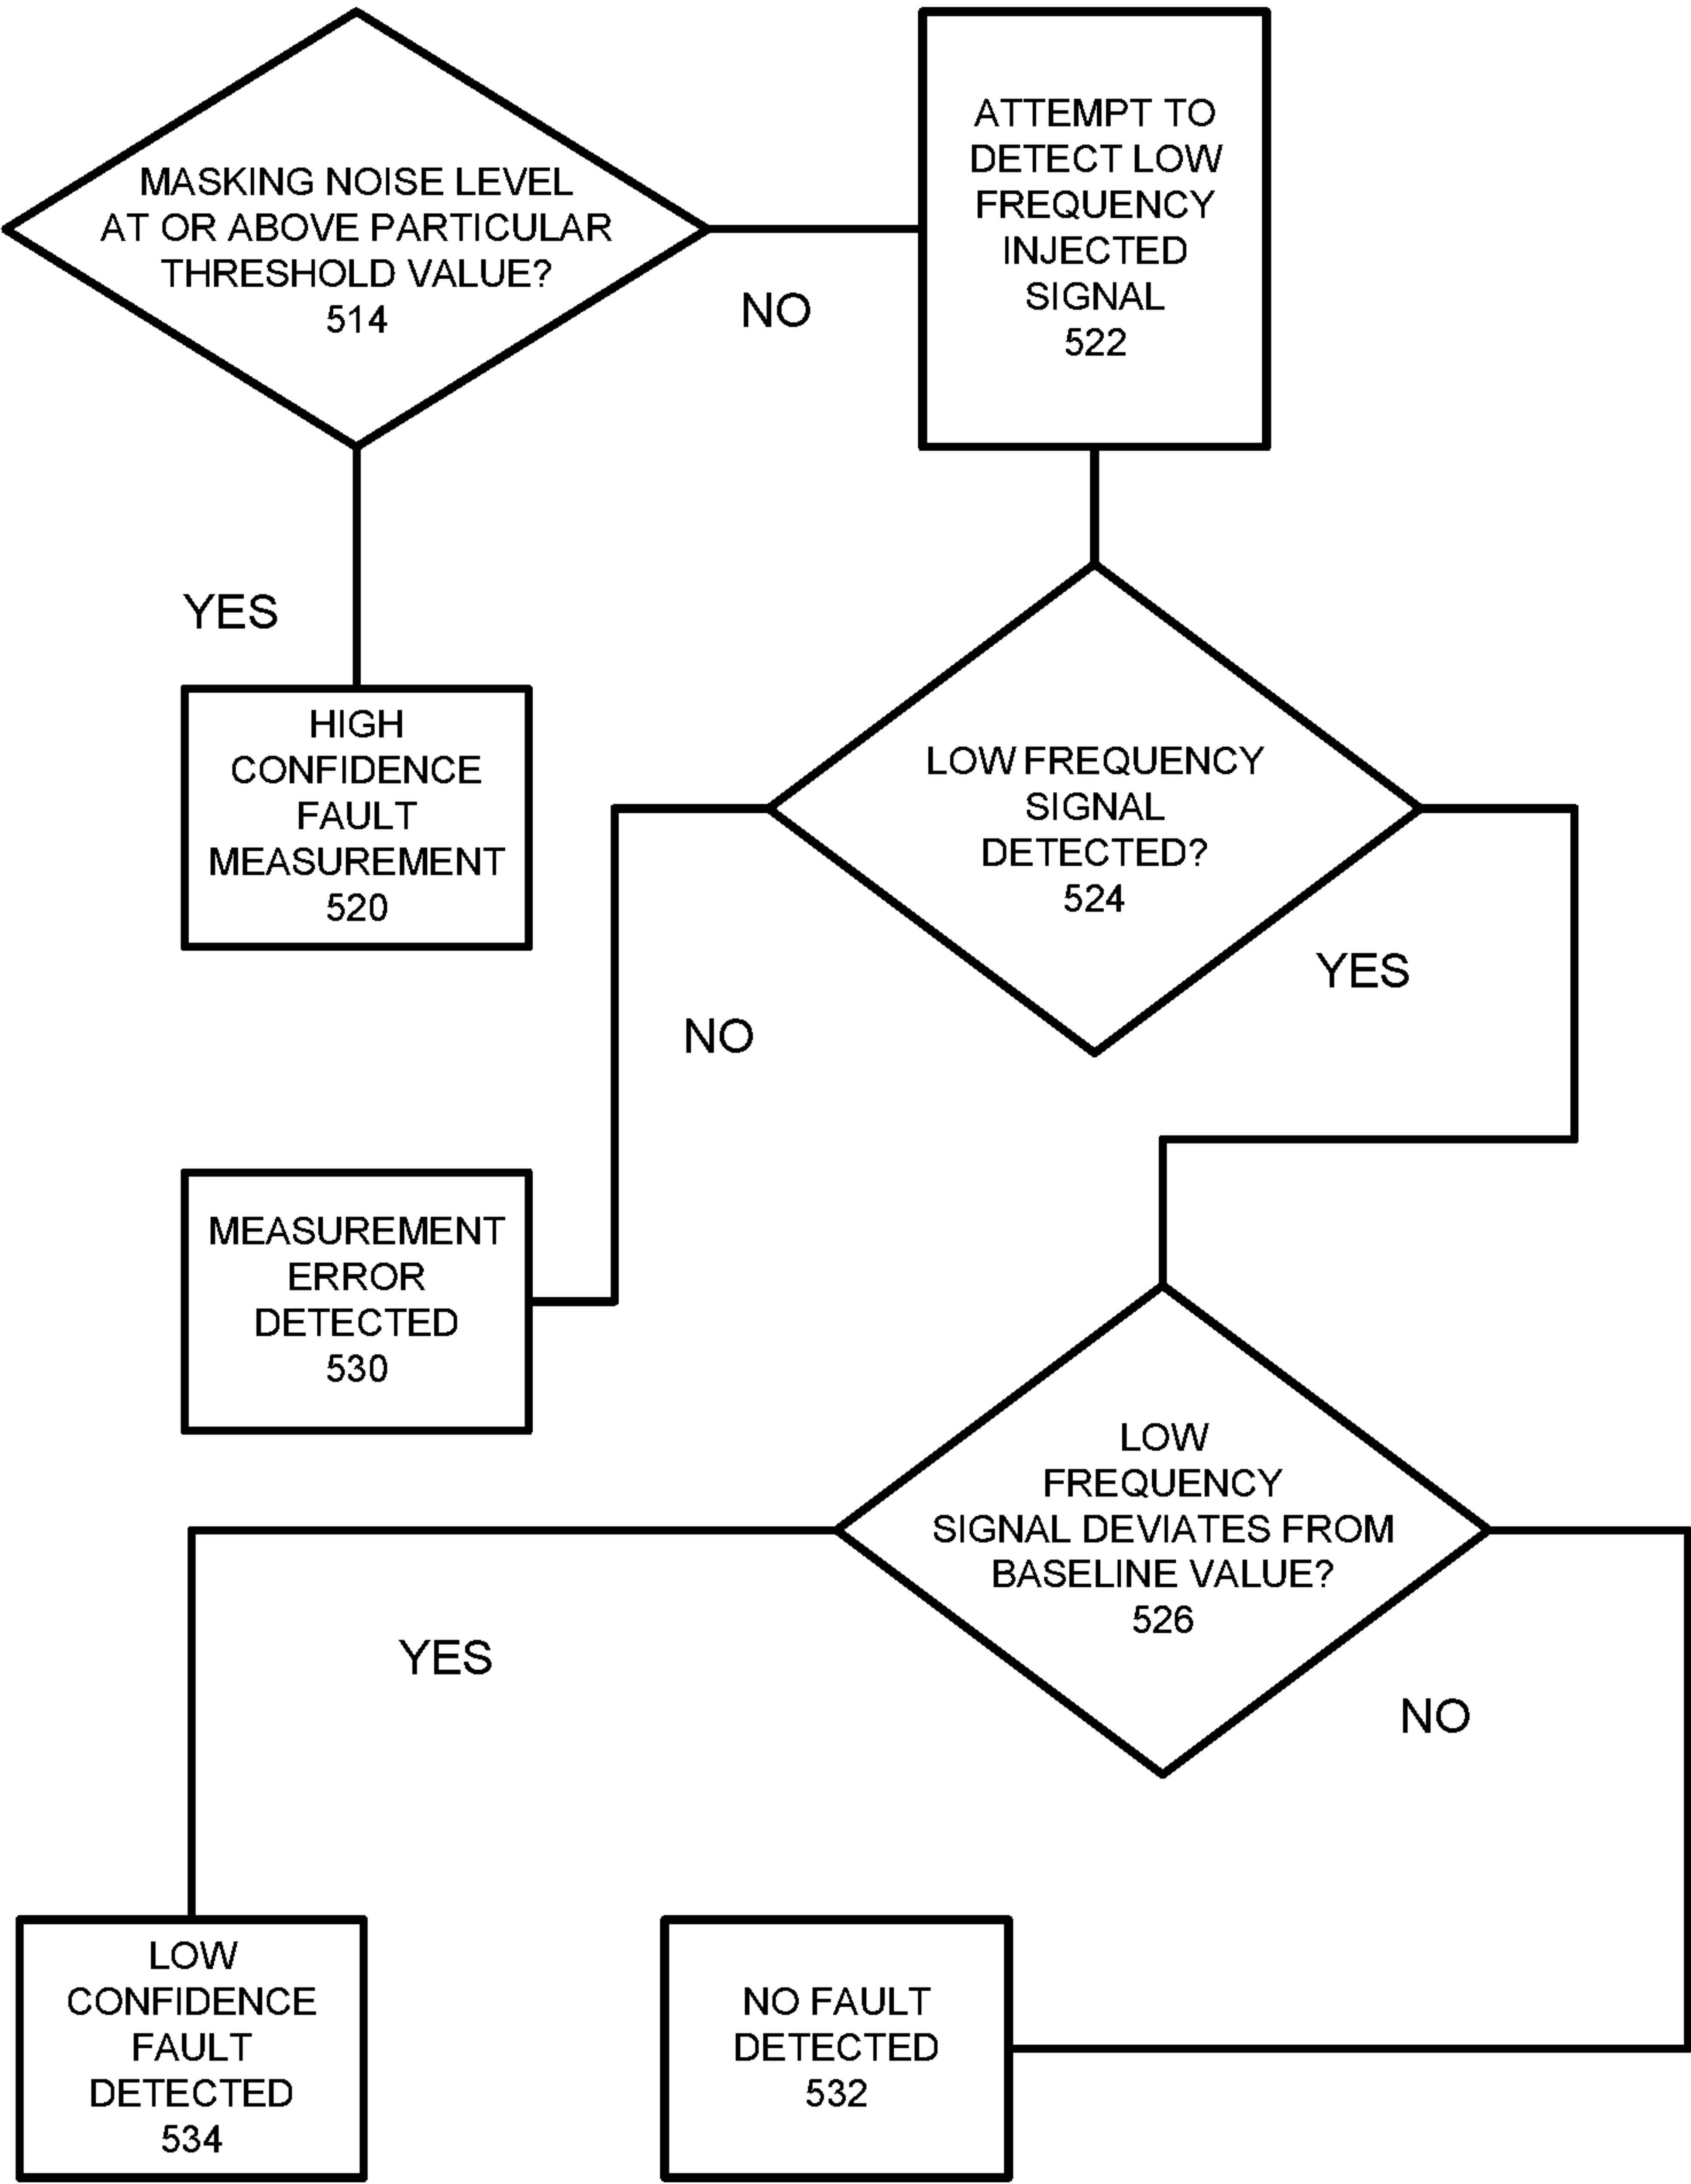 MASKING NOISE LEVEL
AT OR ABOVE PARTICULAR
THRESHOLD VALUE?
514
NO
ATTEMPT TO
DETECT LOW
FREQUENCY
INJECTED
SIGNAL
522
YES
HIGH
CONFIDENCE
FAULT
MEASUREMENT
520
LOW FREQUENCY
SIGNAL
DETECTED?
524
YES
NO
MEASUREMENT
ERROR
DETECTED
530
LOW
FREQUENCY
SIGNAL DEVIATES FROM
BASELINE VALUE?
526
YES
NO
LOW
CONFIDENCE
FAULT
DETECTED
534
NO FAULT
DETECTED
532